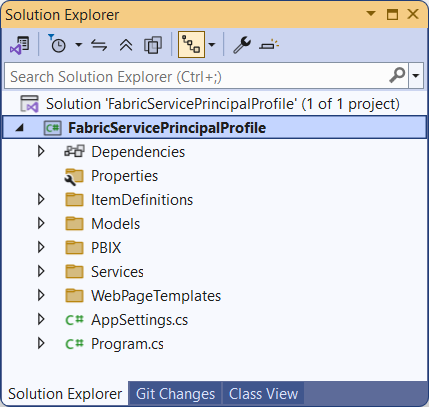 Solution Explorer
Search Solution Explorer (Ctrl+;)
Solution 'FabricServicePrincipalProfile' (1 of 1 project)
C# FabricServicePrincipalProfile
Dependencies
Properties
ItemDefinitions
Models
PBIX
Services
WebPageTemplates
C# AppSettings.cs
C# Program.cs
Solution Explorer Git Changes Class View